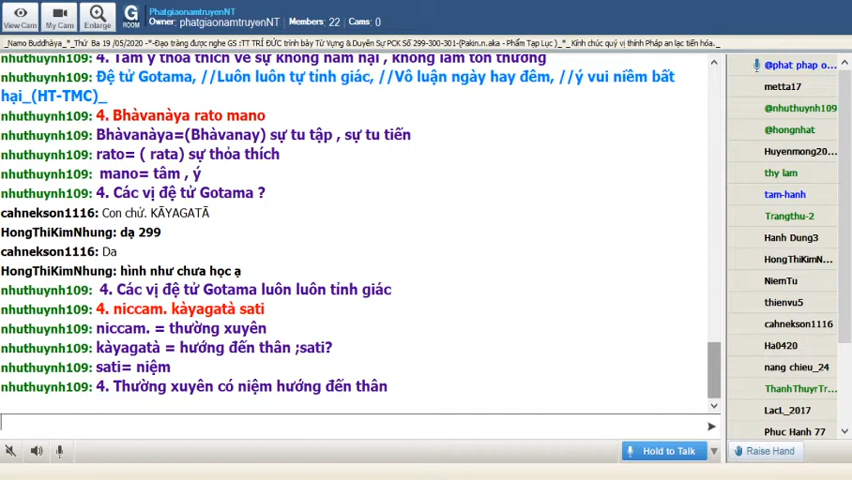 View Cam
My Cam
Enlarge
G
ROOM
PhatgiaonamtruyenNT
Owner: phatgiaonamtruyenNT
Members: 22
Cams: 0
_Namo Buddhàya_*_Thứ Ba 19 /05/2020 -*-Đạo tràng được nghe GS :TT TRÍ ĐỨC trình bày Từ Vựng & Duyên Sự PCK Số 299-300-301-(Pakin.n.aka - Phẩm Tạp Lục )_*_Kính chúc quý vị thính Pháp an lạc tiến hóa._
nhuthuynh109: 4. Tâm ý thỏa thích về sự không hãm hại , không làm tổn thương
nhuthuynh109: Đệ tử Gotama, //Luôn luôn tự tỉnh giác, //Vô luận ngày hay đêm, //ý vui niềm bất
hại_(HT-TMC)_
nhuthuynh109: 4. Bhàvanàya rato mano
nhuthuynh109: Bhàvanàya=(Bhàvanay) sự tu tập , sự tu tiến
nhuthuynh109: rato= ( rata) sự thỏa thích
nhuthuynh109: mano= tâm , ý
nhuthuynh109: 4. Các vị đệ tử Gotama ?
cahnekson1116: Con chử. KĀYAGATĀ
HongThiKimNhung: dạ 299
cahnekson1116: Da
HongThiKimNhung: hình như chưa học ạ
nhuthuynh109: 4. Các vị đệ tử Gotama luôn luôn tỉnh giác
nhuthuynh109: 4. niccam. kàyagatà sati
nhuthuynh109: niccam. = thường xuyên
nhuthuynh109: kàyagatà = hướng đến thân ;sati?
nhuthuynh109: sati= niệm
nhuthuynh109: 4. Thường xuyên có niệm hướng đến thân
@phat phap o...
metta17
@nhuthuynh109
@hongnhat
Huyenmong20...
thy lam
tam-hanh
Trangthu-2
Hanh Dung3
HongThiKimN...
NiemTu
thienvu5
cahnekson1116
Ha0420
nang chieu_24
ThanhThuyrTr...
LacL_2017
Phuc Hanh 77
Hold to Talk
Raise Hand